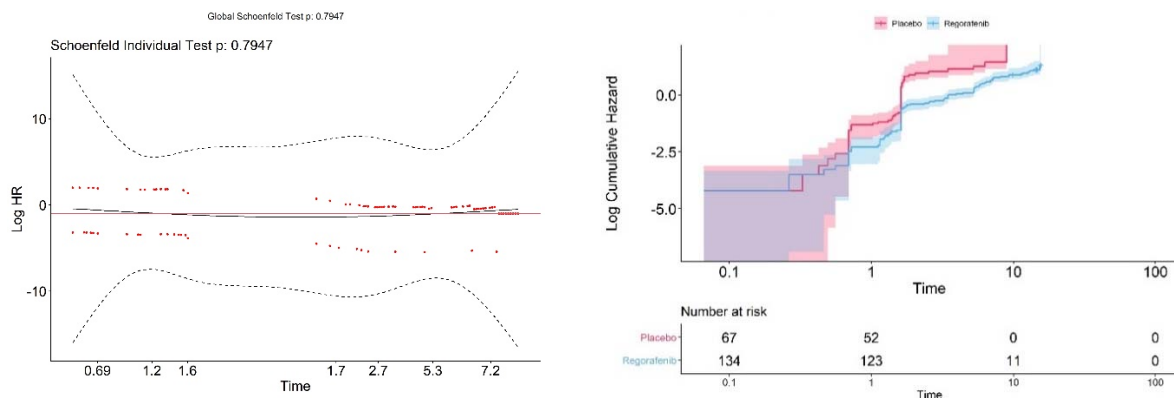 Global Schoenfeld Test p: 0.7947
Schoenfeld Individual Test p: 0.7947
10
0
-10
Log HR
0.69 1.2 1.6 1.7 2.7 5.3 7.2
Time
Placebo Regorafenib
0.0
-2.5
-5.0
Log Cumulative Hazard
0.1 1 10 100
Time
Number at risk
Placebo 67 52 0 0
Regorafenib 134 123 11 0
0.1 1 10 100
Time